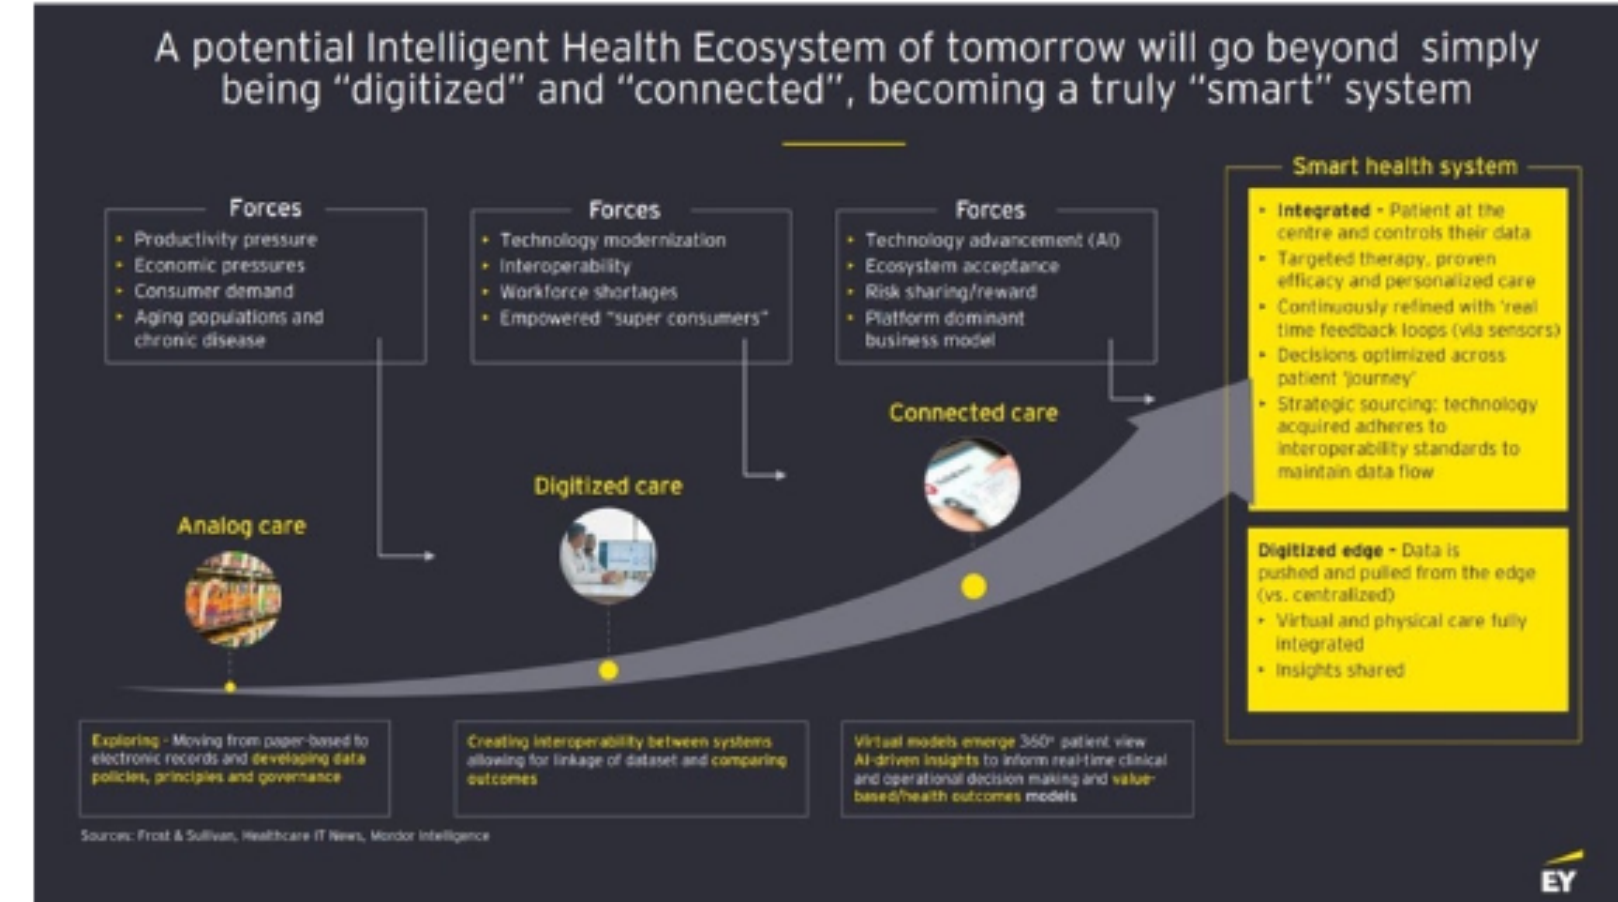 A potential Intelligent Health Ecosystem of tomorrow will go beyond simply
being “digitized” and “connected”, becoming a truly “smart” system
Forces
Productivity pressure
Economic pressures
Consumer demand
Aging populations and
chronic disease
Forces
Technology modernization
Interoperability
Workforce shortages
Empowered “super consumers”
Forces
Technology advancement (AI)
Ecosystem acceptance
Risk sharing/reward
Platform dominant
business model
Smart health system
Integrated - Patient at the
centre and controls their data
Targeted therapy, proven
efficacy and personalized care
Continuously refined with ‘real
time feedback loops (via sensors)
Decisions optimized across
patient ‘journey’
Strategic sourcing: technology
acquired adheres to
interoperability standards to
maintain data flow
Digitized edge - Data is
pushed and pulled from the edge
(vs. centralized)
Virtual and physical care fully
integrated
Insights shared
Analog care
Digitized care
Connected care
Exploring - Moving from paper-based to
electronic records and developing data
policies, principles and governance
Creating interoperability between systems
allowing for linkage of dataset and comparing
outcomes
Virtual models emerge 360° patient view
AI-driven insights to inform real-time clinical
and operational decision making and value-
based/health outcomes models
Sources: Frost & Sullivan, Healthcare IT News, Mordor Intelligence
EY